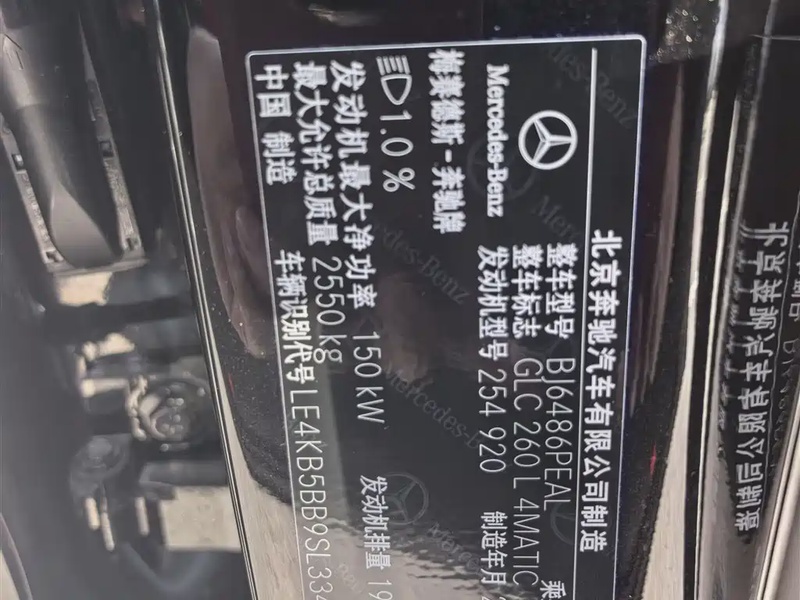 北京奔驰汽车有限公司制造
Mercedes-Benz
梅赛德斯-奔驰牌
整车型号 BJ6486PEAL
整车标志 GLC 260 L 4MATIC 乘
发动机型号 254 920 制造年月 2
1.0 %
发动机最大净功率 150 kW 发动机排量 19
最大允许总质量 2550 kg
中国 制造 车辆识别代号 LE4KB5BB9SL334